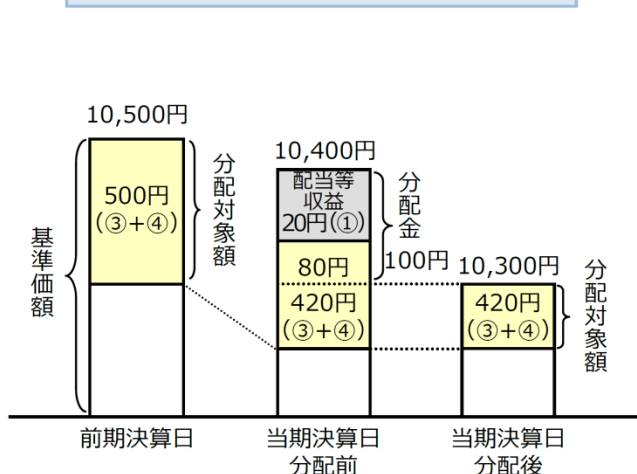 10,500円
500円
(③+④)
分配対象額
基準価額
10,400円
配当等
収益
20円(①)
分配金
100円
80円
420円
(③+④)
10,300円
420円
(③+④)
分配対象額
前期決算日
当期決算日
分配前
当期決算日
分配後